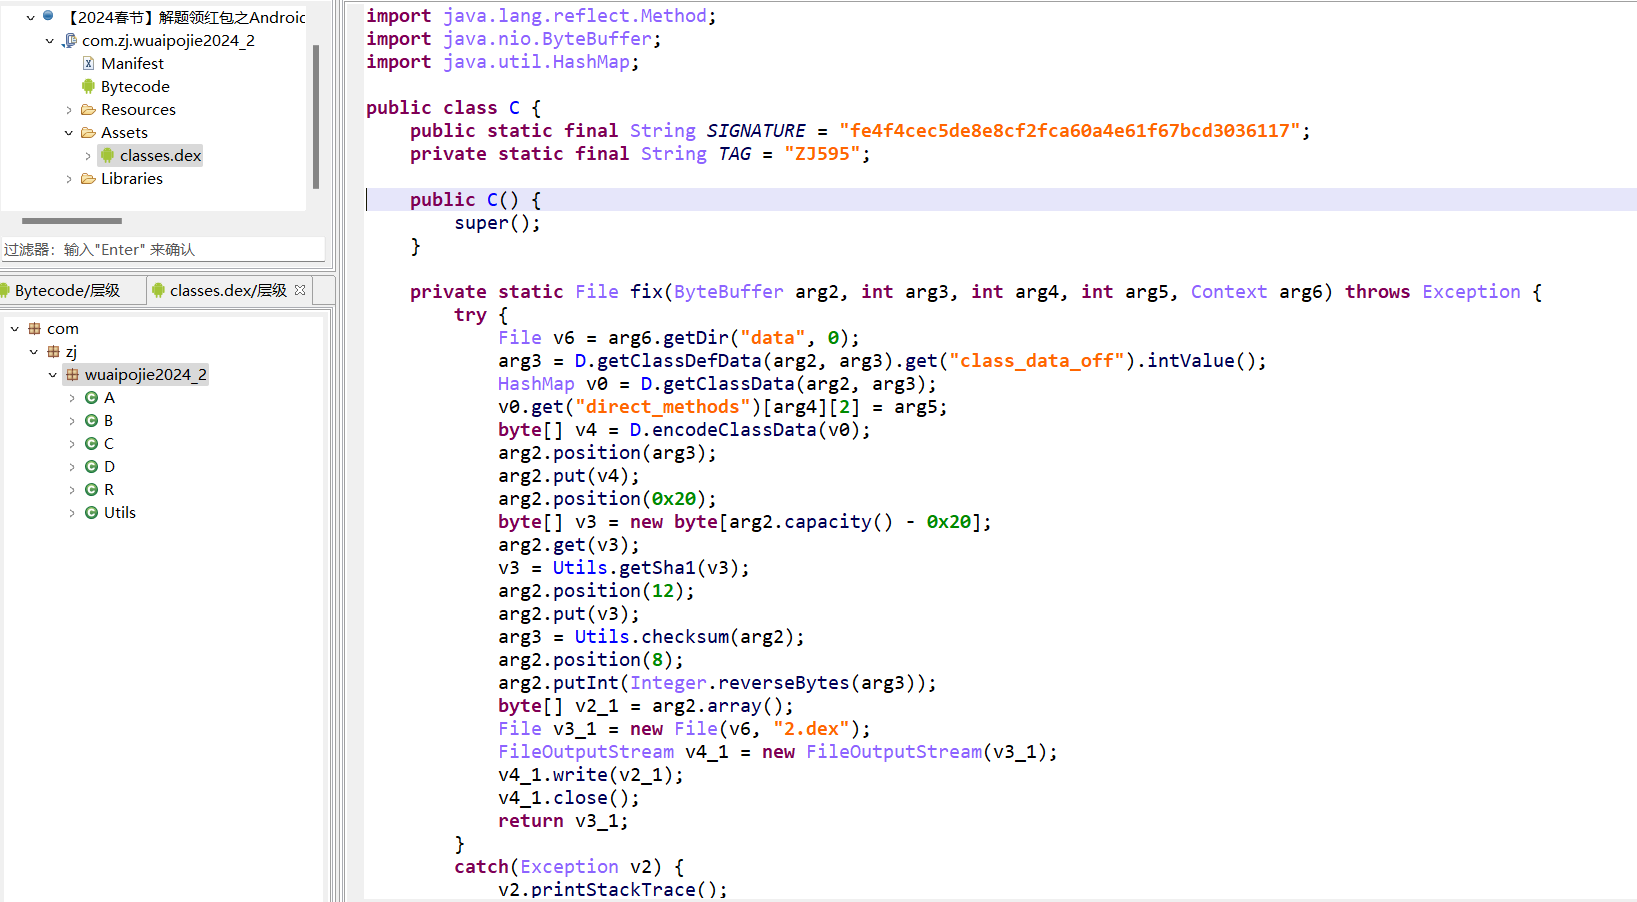 【2024春节】解题领红包之Android
com.zj.wuaipojie2024_2
Manifest
Bytecode
Resources
Assets
classes.dex
Libraries
过滤器：输入"Enter" 来确认
Bytecode/层级
classes.dex/层级
com
zj
wuaipojie2024_2
A
B
C
D
R
Utils
import java.lang.reflect.Method;
import java.nio.ByteBuffer;
import java.util.HashMap;
public class C {
public static final String SIGNATURE = "fe4f4cec5de8e8cf2fca60a4e61f67bcd3036117";
private static final String TAG = "ZJ595";
public C() {
super();
}
private static File fix(ByteBuffer arg2, int arg3, int arg4, int arg5, Context arg6) throws Exception {
try {
File v6 = arg6.getDir("data", 0);
arg3 = D.getClassDefData(arg2, arg3).get("class_data_off").intValue();
HashMap v0 = D.getClassData(arg2, arg3);
v0.get("direct_methods")[arg4][2] = arg5;
byte[] v4 = D.encodeClassData(v0);
arg2.position(arg3);
arg2.put(v4);
arg2.position(0x20);
byte[] v3 = new byte[arg2.capacity() - 0x20];
arg2.get(v3);
v3 = Utils.getSha1(v3);
arg2.position(12);
arg2.put(v3);
arg3 = Utils.checksum(arg2);
arg2.position(8);
arg2.putInt(Integer.reverseBytes(arg3));
byte[] v2_1 = arg2.array();
File v3_1 = new File(v6, "2.dex");
FileOutputStream v4_1 = new FileOutputStream(v3_1);
v4_1.write(v2_1);
v4_1.close();
return v3_1;
}
catch(Exception v2) {
v2.printStackTrace();